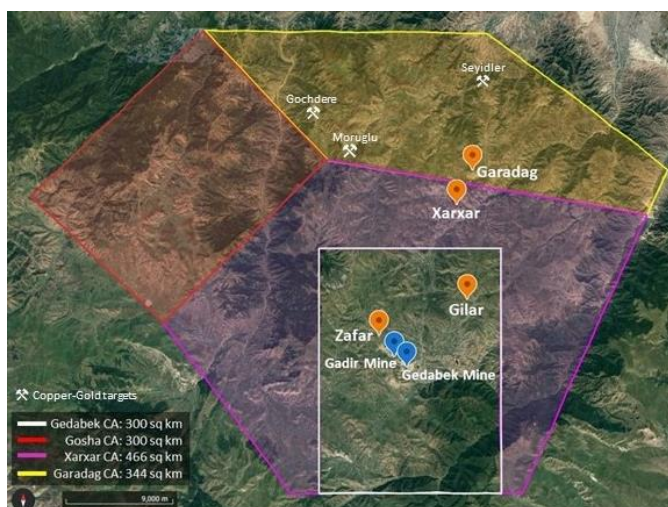 Seyidler
Gochdere
Moruglu
Garadag
Xarxar
Gilar
Zafar
Gadir Mine
Gedabek Mine
Copper-Gold targets
Gedabek CA: 300 sq km
Gosha CA: 300 sq km
Xarxar CA: 466 sq km
Garadag CA: 344 sq km
9,000 m